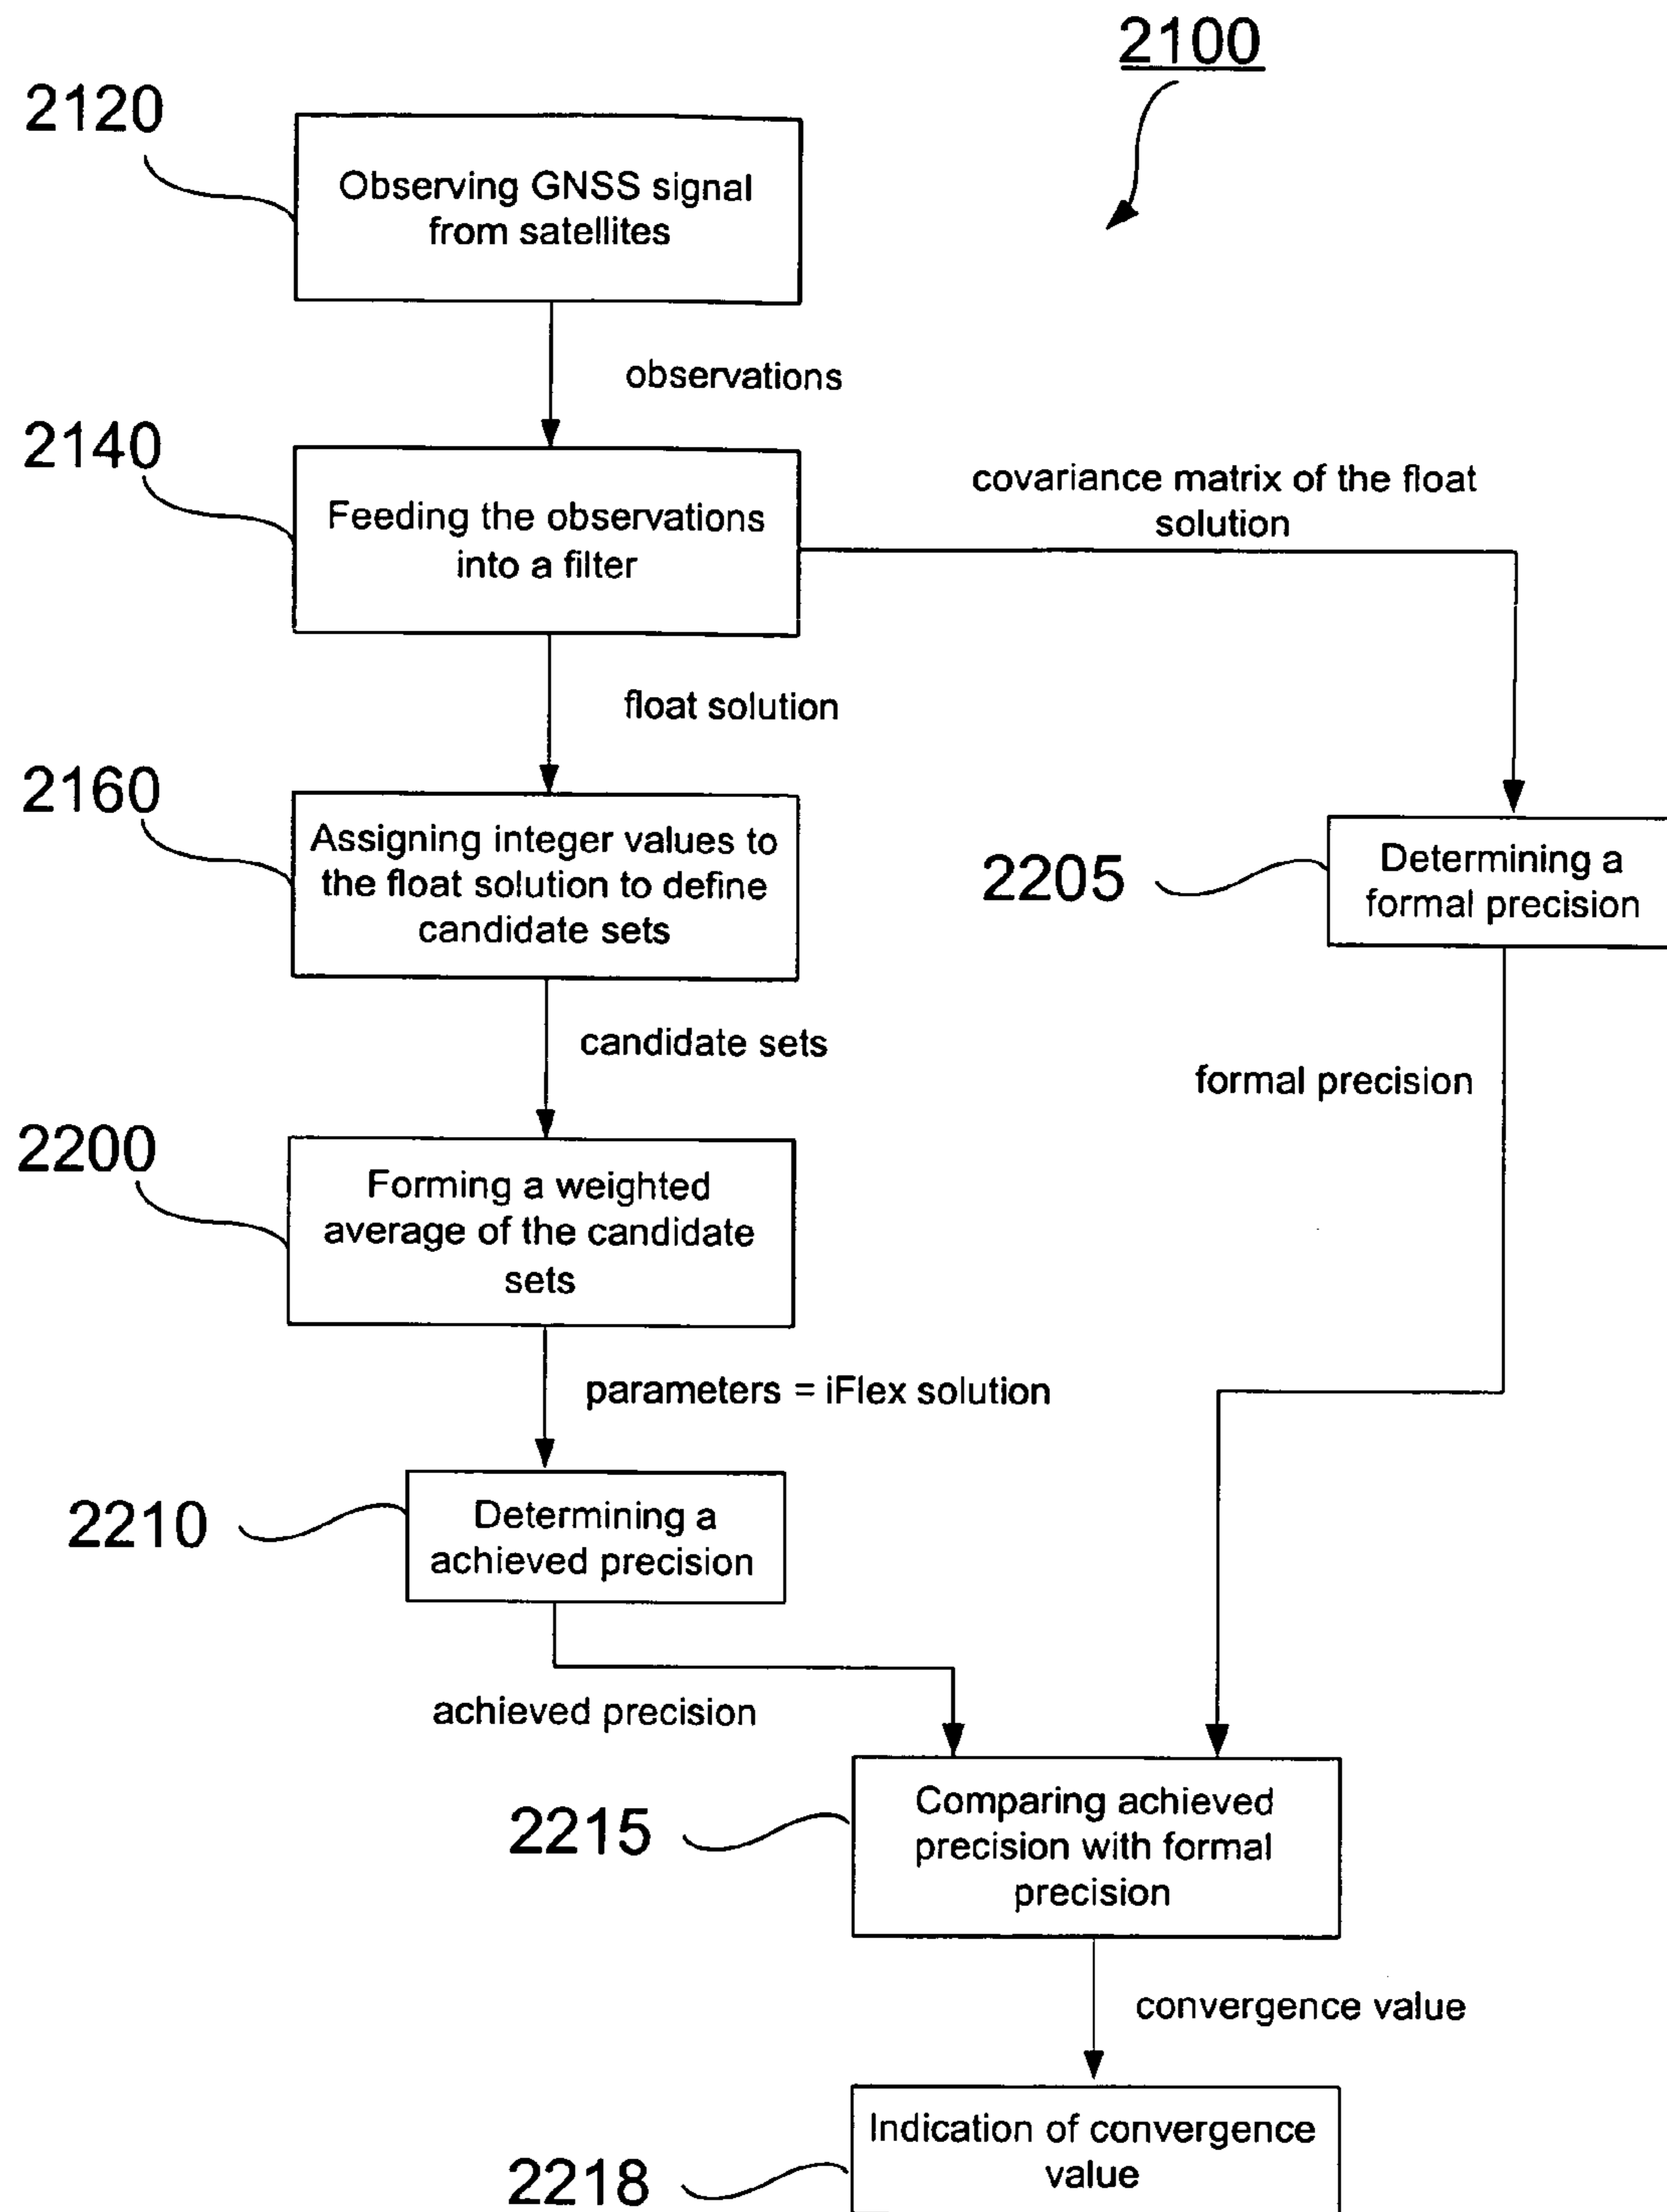 2100
2120
Observing GNSS signal
from satellites
observations
2140
Feeding the observations
into a filter
covariance matrix of the float
solution
float solution
2160
Assigning integer values to
the float solution to define
candidate sets
2205
Determining a
formal precision
candidate sets
formal precision
2200
Forming a weighted
average of the candidate
sets
parameters = iFlex solution
2210
Determining a
achieved precision
achieved precision
2215
Comparing achieved
precision with formal
precision
convergence value
2218
Indication of convergence
value